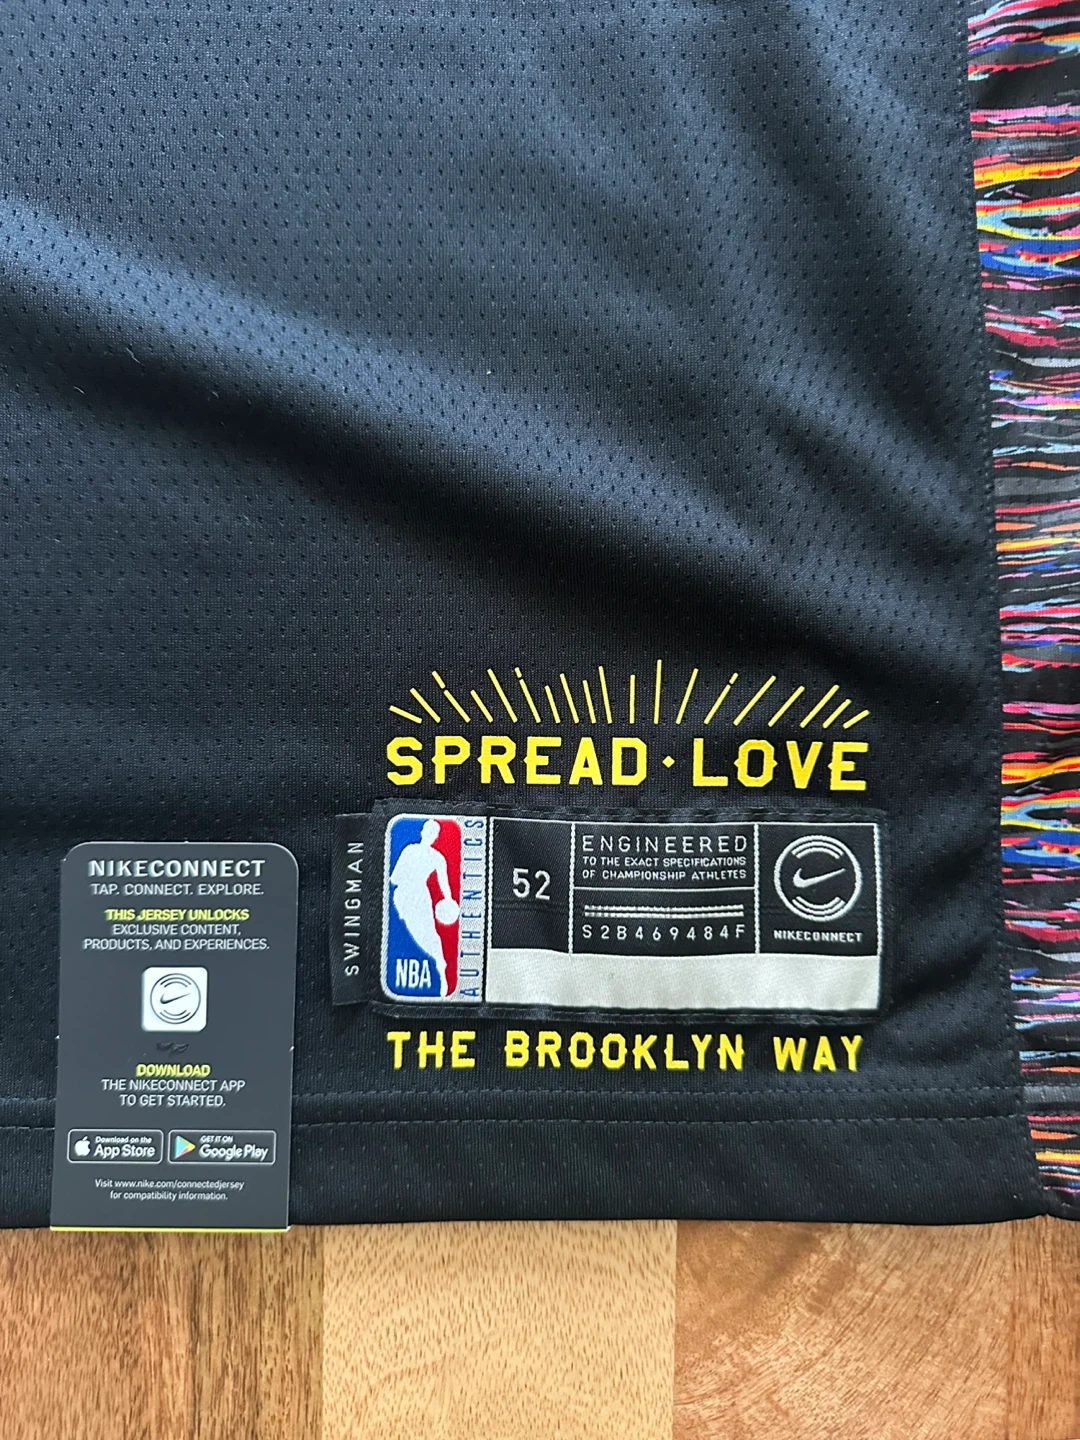 SPREAD · LOVE
SWINGMAN
NBA
AUTHENTICS
52
ENGINEERED
TO THE EXACT SPECIFICATIONS
OF CHAMPIONSHIP ATHLETES
S2B469484F
NIKECONNECT
THE BROOKLYN WAY
NIKECONNECT
TAP. CONNECT. EXPLORE.
THIS JERSEY UNLOCKS
EXCLUSIVE CONTENT,
PRODUCTS, AND EXPERIENCES.
DOWNLOAD
THE NIKECONNECT APP
TO GET STARTED.
Download on the
App Store
GET IT ON
Google Play
Visit www.nike.com/connectedjersey
for compatibility information.